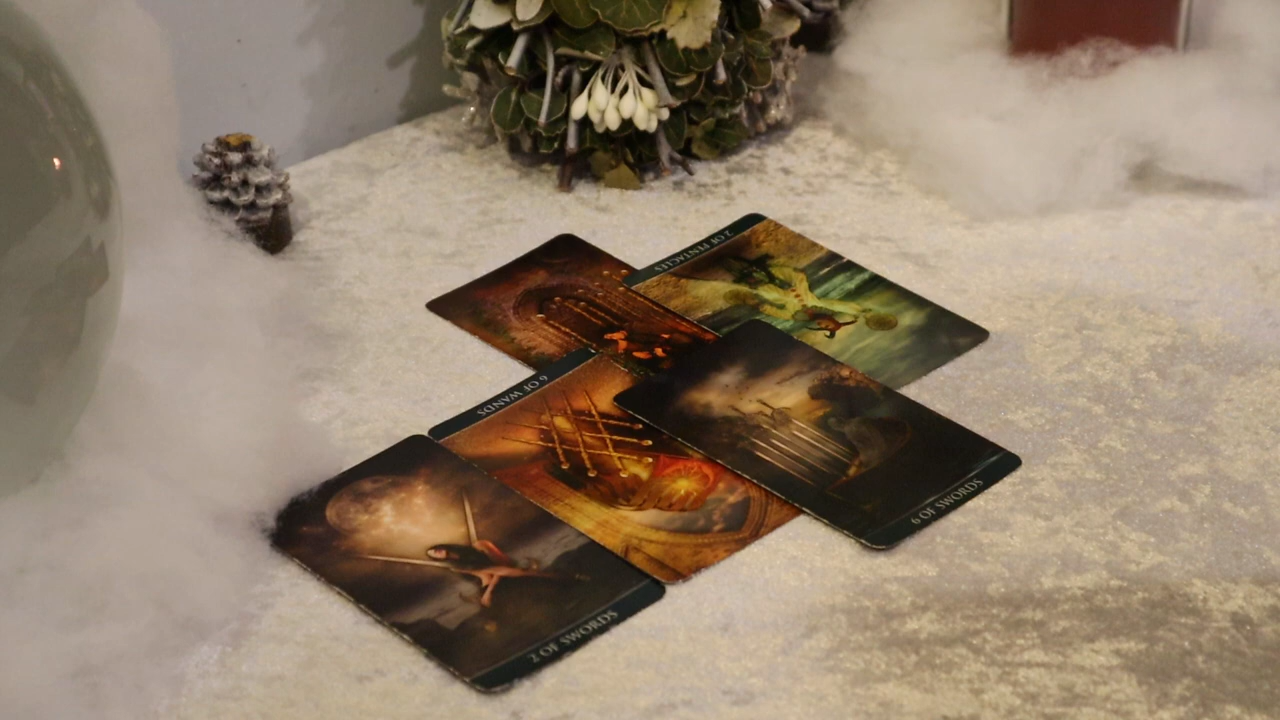 2 OF PENTACLES
6 OF WANDS
6 OF SWORDS
2 OF SWORDS